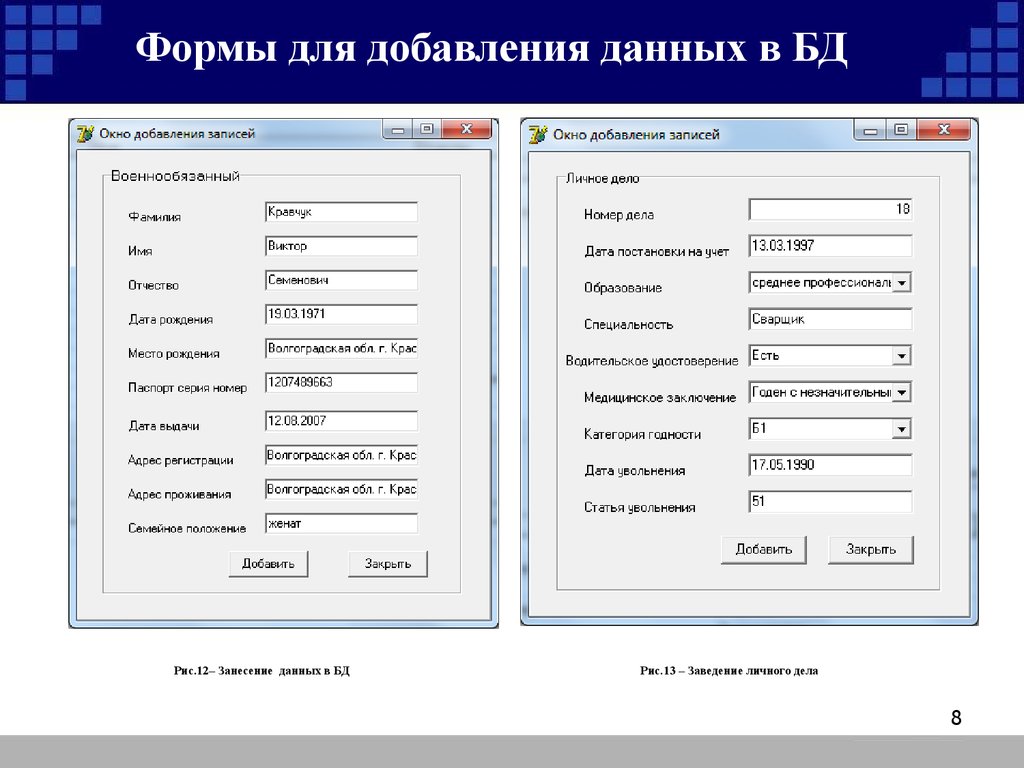 Формы для добавления данных в БД
Окно добавления записей
Военнообязанный
Фамилия Кравчук
Имя Виктор
Отчество Семенович
Дата рождения 19.03.1971
Место рождения Волгоградская обл. г. Крас
Паспорт серия номер 1207489663
Дата выдачи 12.08.2007
Адрес регистрации Волгоградская обл. г. Крас
Адрес проживания Волгоградская обл. г. Крас
Семейное положение женат
Добавить Закрыть
Рис.12– Занесение данных в БД
Окно добавления записей
Личное дело
Номер дела 18
Дата постановки на учет 13.03.1997
Образование среднее профессиональ
Специальность Сварщик
Водительское удостоверение Есть
Медицинское заключение Годен с незначительны
Категория годности Б1
Дата увольнения 17.05.1990
Статья увольнения 51
Добавить Закрыть
Рис.13 – Заведение личного дела
8